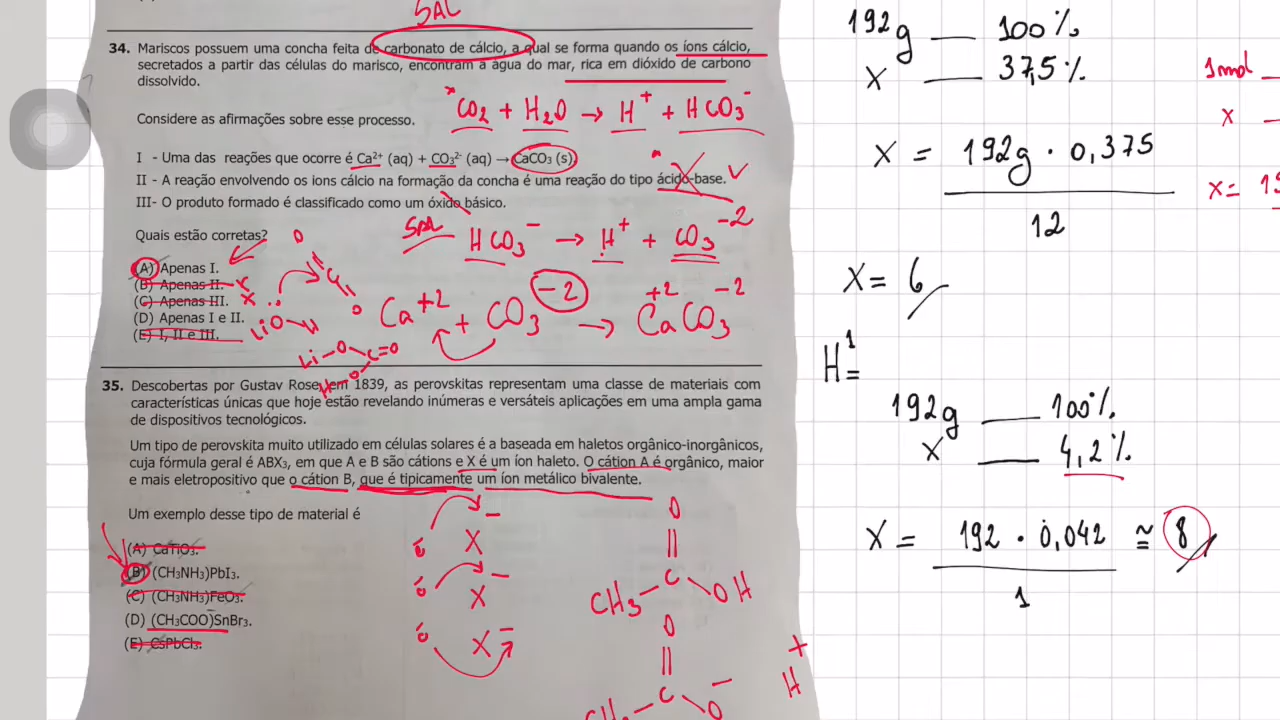 SAL
34. Mariscos possuem uma concha feita de carbonato de cálcio, a qual se forma quando os íons cálcio,
secretados a partir das células do marisco, encontram a água do mar, rica em dióxido de carbono
dissolvido.
CO2 + H2O → H+ + HCO3-
Considere as afirmações sobre esse processo.
I - Uma das reações que ocorre é Ca2+ (aq) + CO32- (aq) → CaCO3 (s).
II - A reação envolvendo os íons cálcio na formação da concha é uma reação do tipo ácido-base.
III- O produto formado é classificado como um óxido básico.
SAL
HCO3- → H+ + CO3-2
Quais estão corretas?
(A) Apenas I.
(B) Apenas II.
(C) Apenas III.
(D) Apenas I e II.
(E) I, II e III.
O
C
O
LiO H
Ca+2 + CO3-2 → CaCO3
+2 -2
Li-O C=O
H-O
35. Descobertas por Gustav Rose, em 1839, as perovskitas representam uma classe de materiais com
características únicas que hoje estão revelando inúmeras e versáteis aplicações em uma ampla gama
de dispositivos tecnológicos.
Um tipo de perovskita muito utilizado em células solares é a baseada em haletos orgânico-inorgânicos,
cuja fórmula geral é ABX3, em que A e B são cátions e X é um íon haleto. O cátion A é orgânico, maior
e mais eletropositivo que o cátion B, que é tipicamente um íon metálico bivalente.
Um exemplo desse tipo de material é
(A) CaTiO3.
(B) (CH3NH3)PbI3.
(C) (CH3NH3)FeO3.
(D) (CH3COO)SnBr3.
(E) CsPbCl3.
é X-
é X-
é X-
O
CH3 C OH
O
C O-
H+
192g 100%
X 37,5%
X = 192g · 0,375
12
X = 6
H1
192g 100%
X 4,2%
X = 192 · 0,042 ≅ 8
1
1mol
X
X=